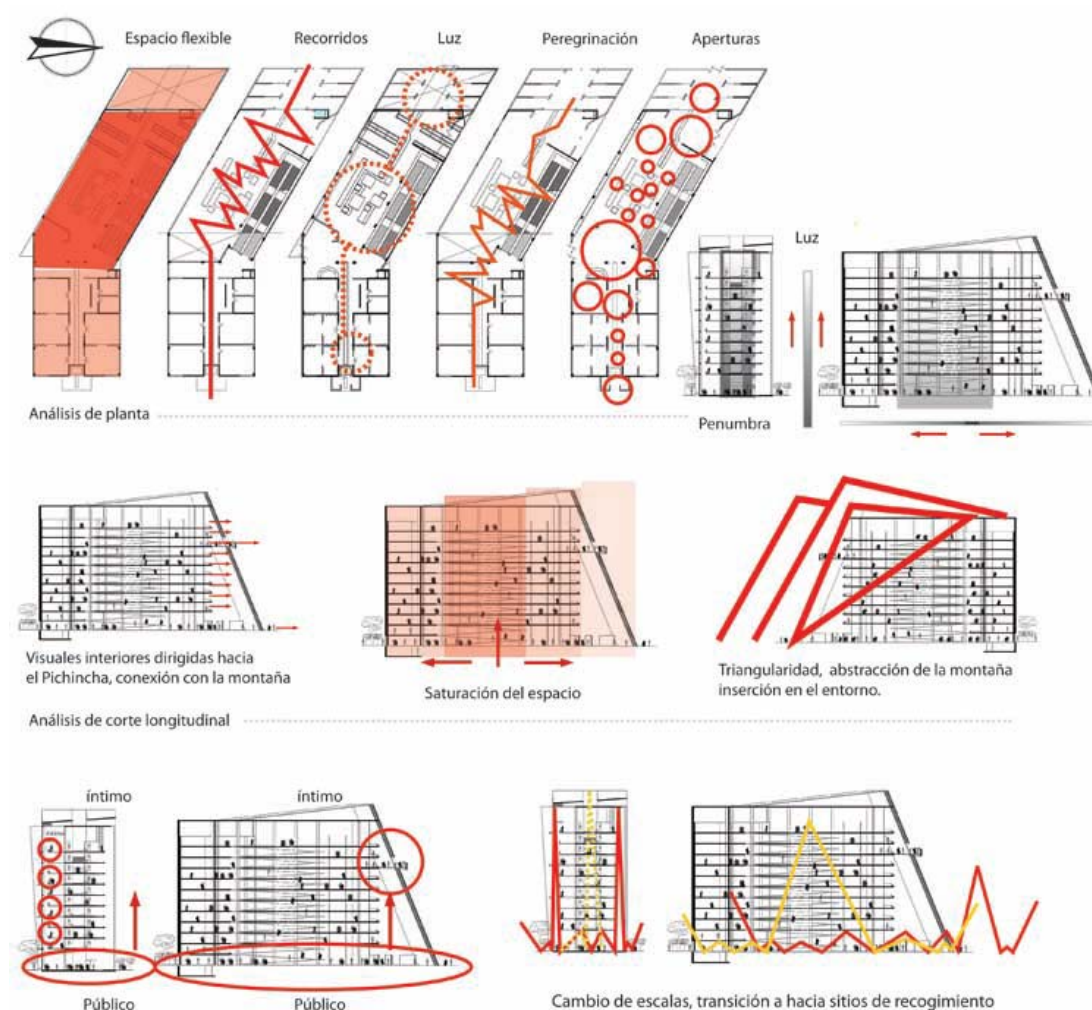 Espacio flexible
Recorridos
Luz
Peregrinación
Aperturas
Luz
Análisis de planta
Penumbra
Visuales interiores dirigidas hacia
el Pichincha, conexión con la montaña
Saturación del espacio
Triangularidad, abstracción de la montaña
inserción en el entorno.
Análisis de corte longitudinal
íntimo
íntimo
Público
Público
Cambio de escalas, transición a hacia sitios de recogimiento